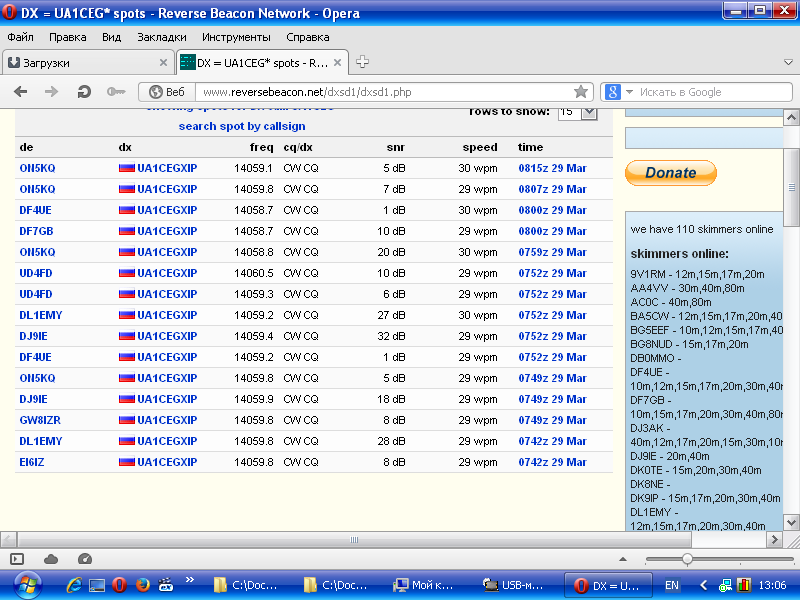 DX = UA1CEG* spots - Reverse Beacon Network - Opera
Файл Правка Вид Закладки Инструменты Справка
Загрузки DX = UA1CEG* spots - R...
Веб www.reversebeacon.net/dxsd1/dxsd1.php Искать в Google
rows to show: 15
search spot by callsign
de dx freq cq/dx snr speed time
ON5KQ UA1CEGXIP 14059.1 CW CQ 5 dB 30 wpm 0815z 29 Mar
ON5KQ UA1CEGXIP 14059.8 CW CQ 7 dB 29 wpm 0807z 29 Mar
DF4UE UA1CEGXIP 14058.7 CW CQ 1 dB 30 wpm 0800z 29 Mar
DF7GB UA1CEGXIP 14058.7 CW CQ 10 dB 29 wpm 0800z 29 Mar
ON5KQ UA1CEGXIP 14058.8 CW CQ 20 dB 30 wpm 0759z 29 Mar
UD4FD UA1CEGXIP 14060.5 CW CQ 10 dB 29 wpm 0752z 29 Mar
UD4FD UA1CEGXIP 14059.3 CW CQ 6 dB 29 wpm 0752z 29 Mar
DL1EMY UA1CEGXIP 14059.2 CW CQ 27 dB 30 wpm 0752z 29 Mar
DJ9IE UA1CEGXIP 14059.4 CW CQ 32 dB 29 wpm 0752z 29 Mar
DF4UE UA1CEGXIP 14059.2 CW CQ 1 dB 29 wpm 0752z 29 Mar
ON5KQ UA1CEGXIP 14059.8 CW CQ 5 dB 29 wpm 0749z 29 Mar
DJ9IE UA1CEGXIP 14059.9 CW CQ 18 dB 29 wpm 0749z 29 Mar
GW8IZR UA1CEGXIP 14059.8 CW CQ 8 dB 29 wpm 0749z 29 Mar
DL1EMY UA1CEGXIP 14059.8 CW CQ 28 dB 29 wpm 0742z 29 Mar
EI6IZ UA1CEGXIP 14059.8 CW CQ 8 dB 29 wpm 0742z 29 Mar
Donate
we have 110 skimmers online
skimmers online:
9V1RM - 12m,15m,17m,20m
AA4VV - 30m,40m,80m
AC0C - 40m,80m
BA5CW - 12m,15m,17m,20m,40
BG5EEF - 10m,12m,15m,17m,40
BG8NUD - 15m,17m,20m
DB0MMO -
DF4UE -
10m,12m,15m,17m,20m,30m,40m
DF7GB -
10m,15m,17m,20m,30m,40m,80m
DJ3AK -
40m,12m,17m,20m,15m,30m,10m
DJ9IE - 20m,40m
DK0TE - 15m,20m,30m,40m
DK8NE -
DK9IP - 15m,17m,20m,30m,40m
DL1EMY -
12m,15m,17m,20m,30m,40m
C:\Doc... C:\Doc... Мой к... USB-м... DX = U... EN 13:06